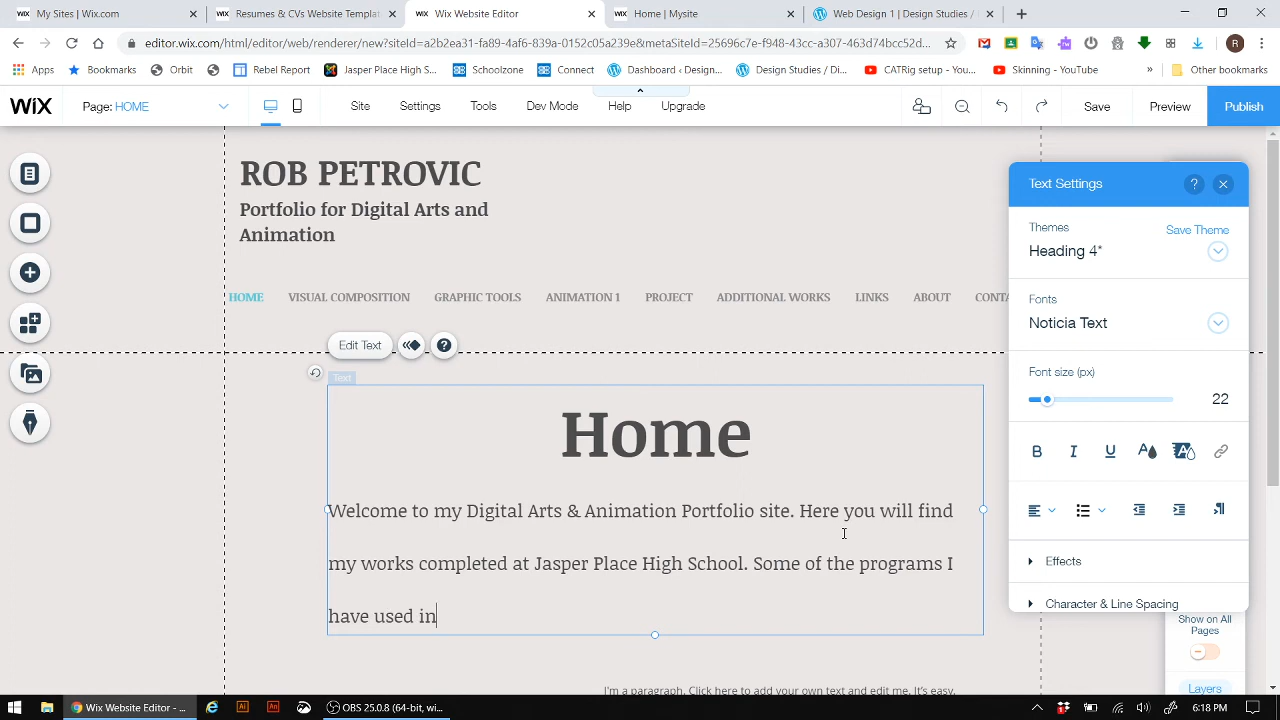 My Sites | Wix.com
Resumes & CVs Website Templat
Wix Website Editor
Home | Mysite
Web Design 1 | Design Studies /
editor.wix.com/html/editor/web/renderer/new?siteId=a2b2ea31-fe89-4af6-839a-0152c05a239e&metaSiteId=25696c7e-f948-43cc-a307-463d74bcc52d...
Apps
Bookmarks
Orbit
Rebel Report
Jasper Place High S...
Schoolzone
Connect
Dashboard ‹ Design...
Design Studies / Di...
CATRig - YouTube
Skinning - YouTube
Other bookmarks
WiX
Page: HOME
Site
Settings
Tools
Dev Mode
Help
Upgrade
Save
Preview
Publish
ROB PETROVIC
Portfolio for Digital Arts and
Animation
HOME
VISUAL COMPOSITION
GRAPHIC TOOLS
ANIMATION 1
PROJECT
ADDITIONAL WORKS
LINKS
ABOUT
CONTA
Edit Text
Text
Home
Welcome to my Digital Arts & Animation Portfolio site. Here you will find
my works completed at Jasper Place High School. Some of the programs I
have used in
I'm a paragraph. Click here to add your own text and edit me. It's easy.
Text Settings
Themes
Save Theme
Heading 4*
Fonts
Noticia Text
Font size (px)
22
Effects
Character & Line Spacing
Show on All
Pages
Layers
Wix Website Editor - ...
OBS 25.0.8 (64-bit, wi...
6:18 PM